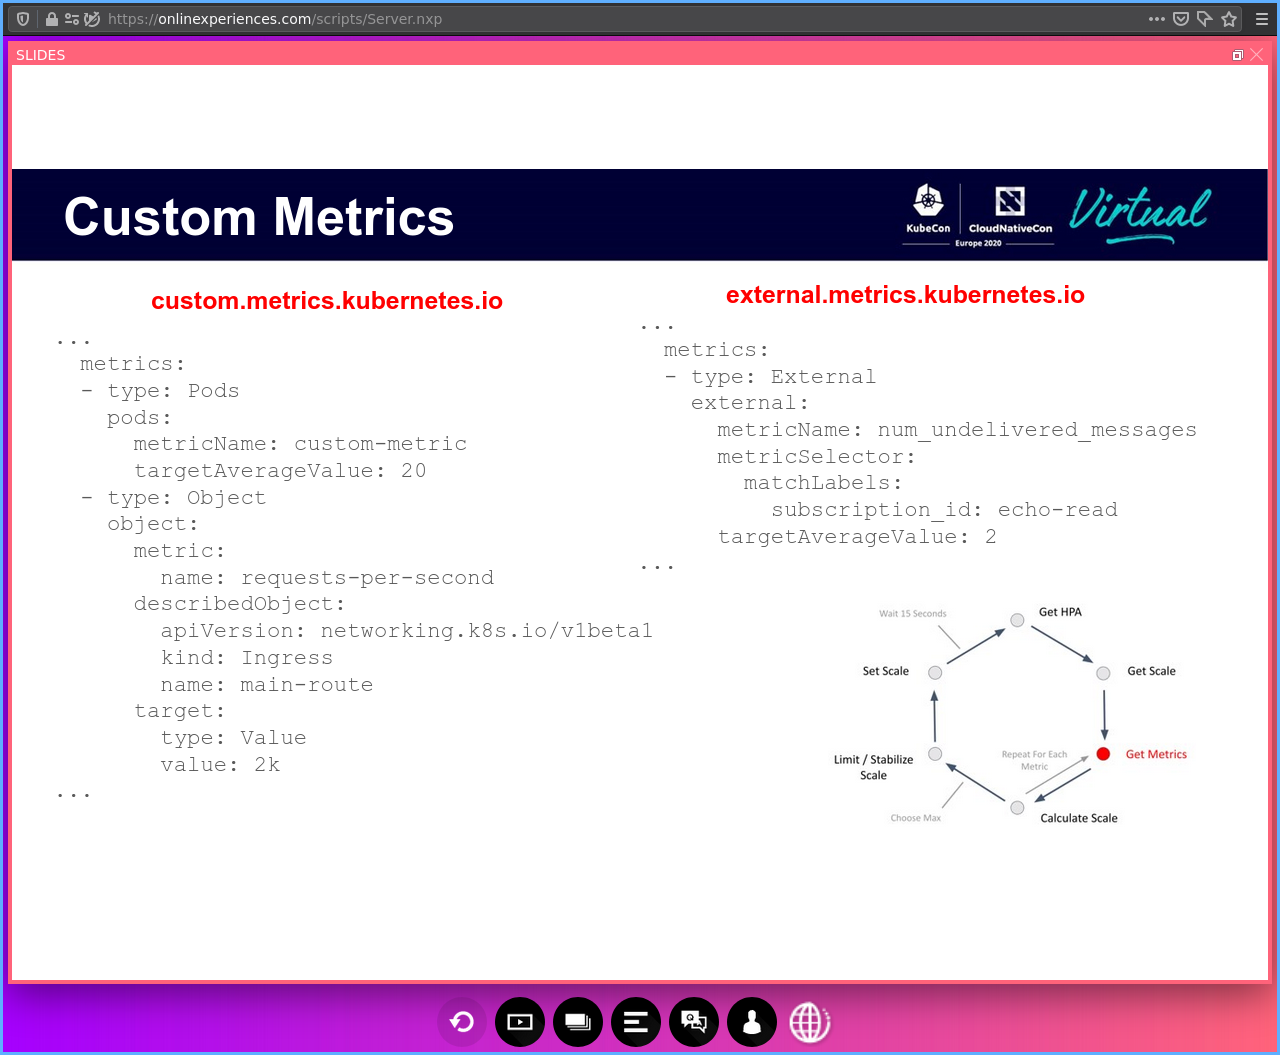 https://onlinexperiences.com/scripts/Server.nxp
SLIDES
Custom Metrics
KubeCon
CloudNativeCon
Europe 2020
Virtual
custom.metrics.kubernetes.io
...
metrics:
- type: Pods
pods:
metricName: custom-metric
targetAverageValue: 20
- type: Object
object:
metric:
name: requests-per-second
describedObject:
apiVersion: networking.k8s.io/v1beta1
kind: Ingress
name: main-route
target:
type: Value
value: 2k
...
external.metrics.kubernetes.io
...
metrics:
- type: External
external:
metricName: num_undelivered_messages
metricSelector:
matchLabels:
subscription_id: echo-read
targetAverageValue: 2
...
Wait 15 Seconds
Get HPA
Set Scale
Get Scale
Limit / Stabilize
Scale
Repeat For Each
Metric
Get Metrics
Choose Max
Calculate Scale